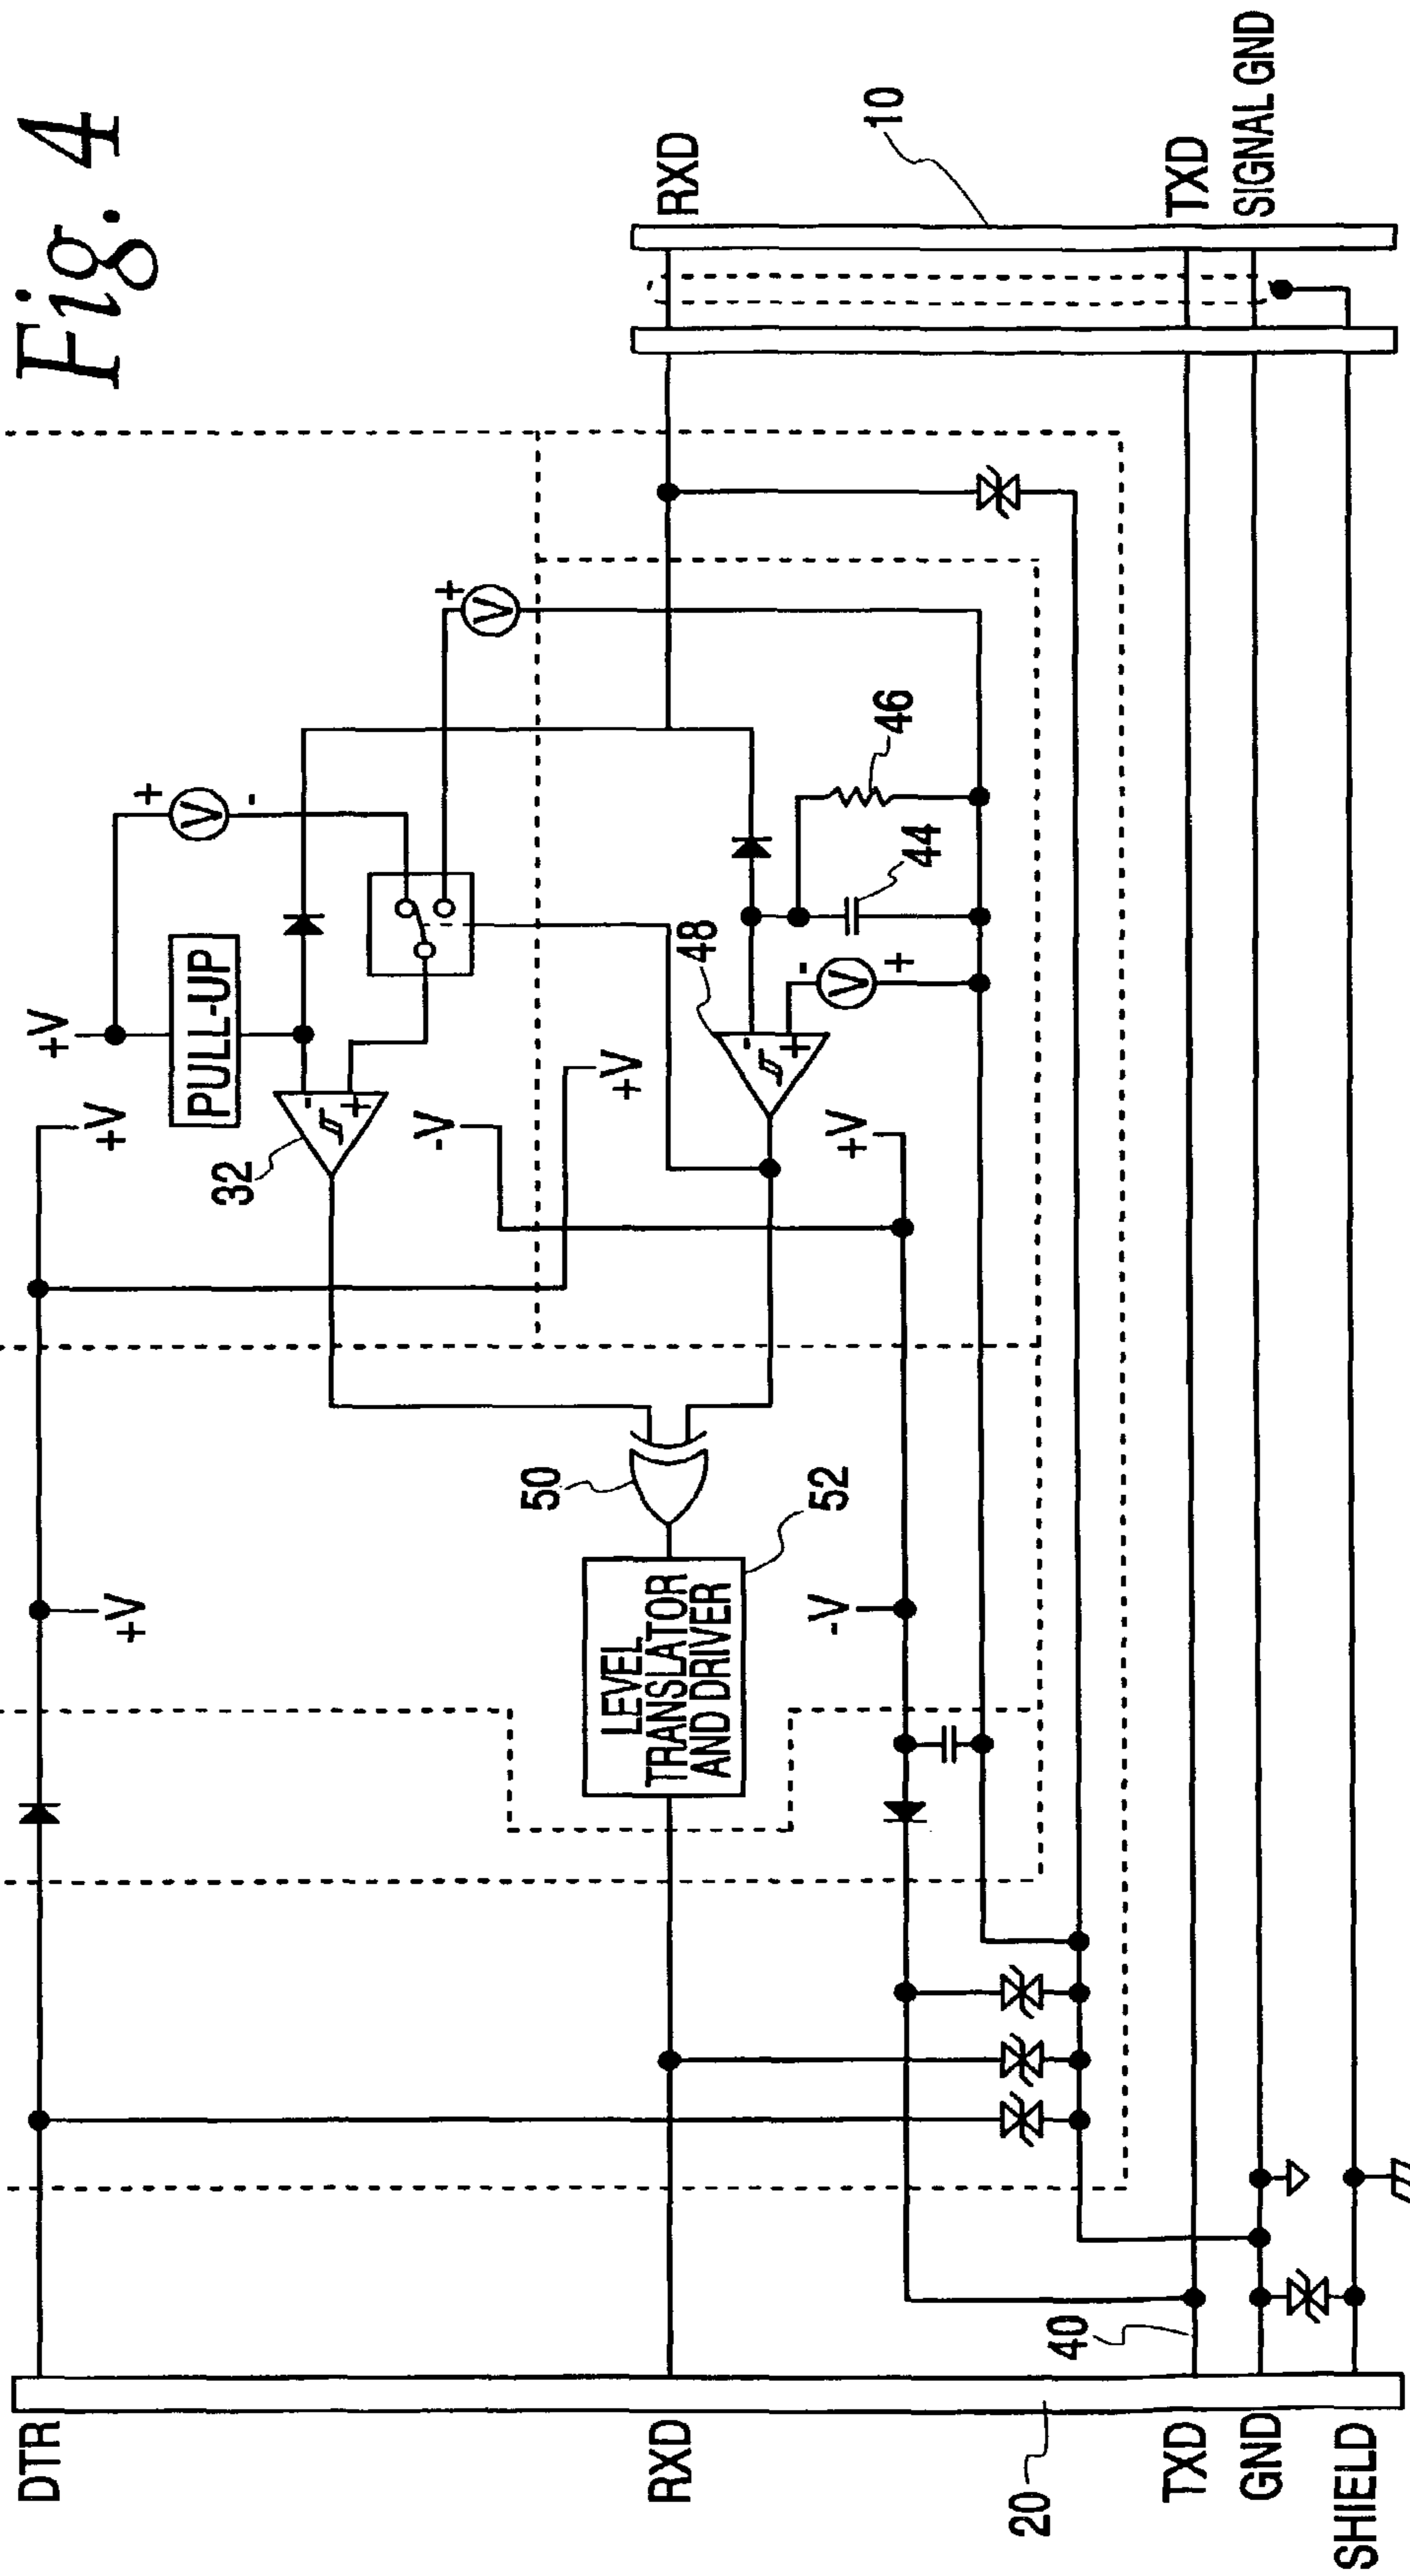 Fig. 4
DTR
+V
+V
+V
PULL-UP
+
V
-
-
+
32
-V
+V
+
V
RXD
50
LEVEL
TRANSLATOR
AND DRIVER
52
-
+
48
-
V
+
44
46
+V
-V
RXD
10
20
40
TXD
GND
SHIELD
TXD
SIGNAL GND